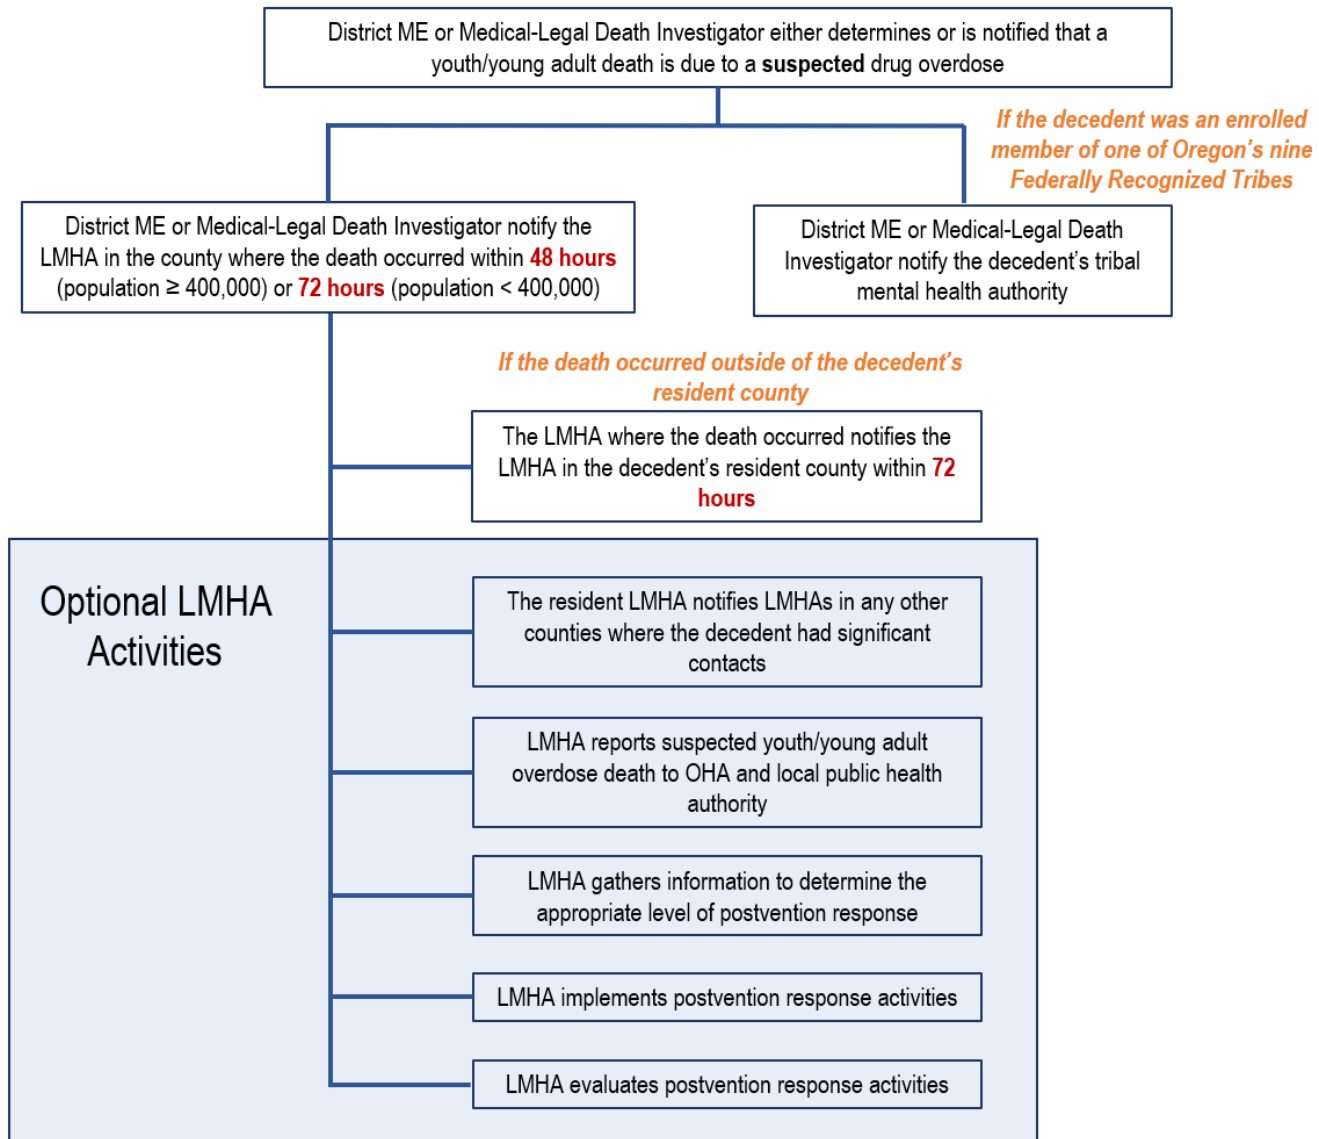 District ME or Medical-Legal Death Investigator either determines or is notified that a
youth/young adult death is due to a suspected drug overdose
If the decedent was an enrolled
member of one of Oregon's nine
Federally Recognized Tribes
District ME or Medical-Legal Death Investigator notify the
LMHA in the county where the death occurred within 48 hours
(population ≥ 400,000) or 72 hours (population < 400,000)
District ME or Medical-Legal Death
Investigator notify the decedent's tribal
mental health authority
If the death occurred outside of the decedent's
resident county
The LMHA where the death occurred notifies the
LMHA in the decedent's resident county within 72
hours
Optional LMHA
Activities
The resident LMHA notifies LMHAs in any other
counties where the decedent had significant
contacts
LMHA reports suspected youth/young adult
overdose death to OHA and local public health
authority
LMHA gathers information to determine the
appropriate level of postvention response
LMHA implements postvention response activities
LMHA evaluates postvention response activities